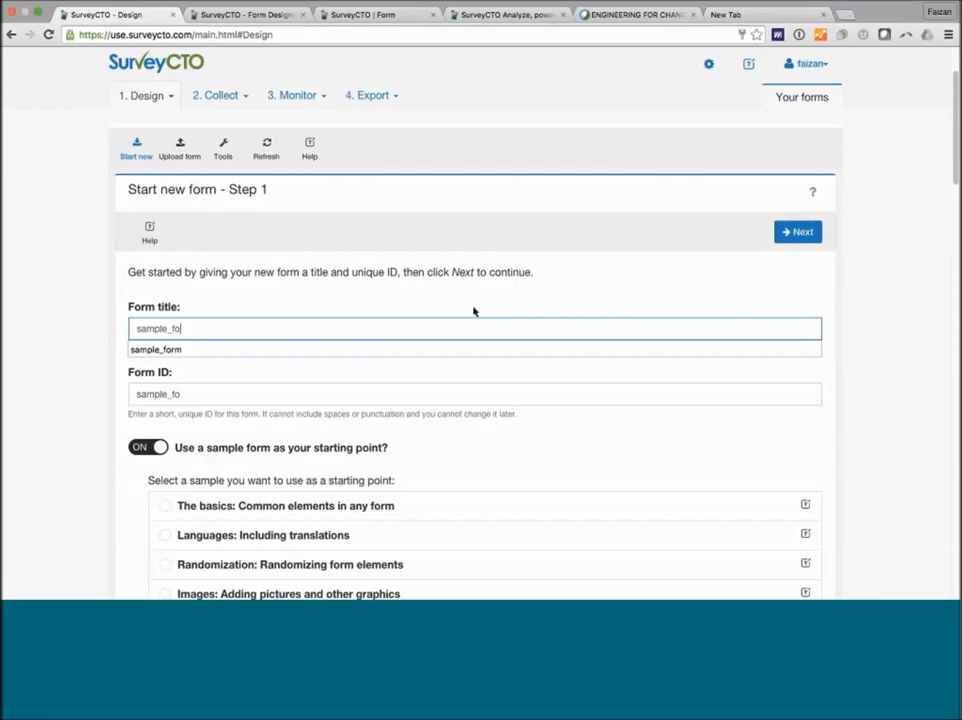 SurveyCTO - Design
SurveyCTO - Form Design
SurveyCTO | Form
SurveyCTO Analyze, pow
ENGINEERING FOR CHAN
New Tab
Faizan
https://use.surveycto.com/main.html#Design
SurveyCTO
faizan
1. Design
2. Collect
3. Monitor
4. Export
Your forms
Start new
Upload form
Tools
Refresh
Help
Start new form - Step 1
?
Help
Next
Get started by giving your new form a title and unique ID, then click Next to continue.
Form title:
sample_fo
sample_form
Form ID:
sample_fo
Enter a short, unique ID for this form. It cannot include spaces or punctuation and you cannot change it later.
ON Use a sample form as your starting point?
Select a sample you want to use as a starting point:
The basics: Common elements in any form
Languages: Including translations
Randomization: Randomizing form elements
Images: Adding pictures and other graphics